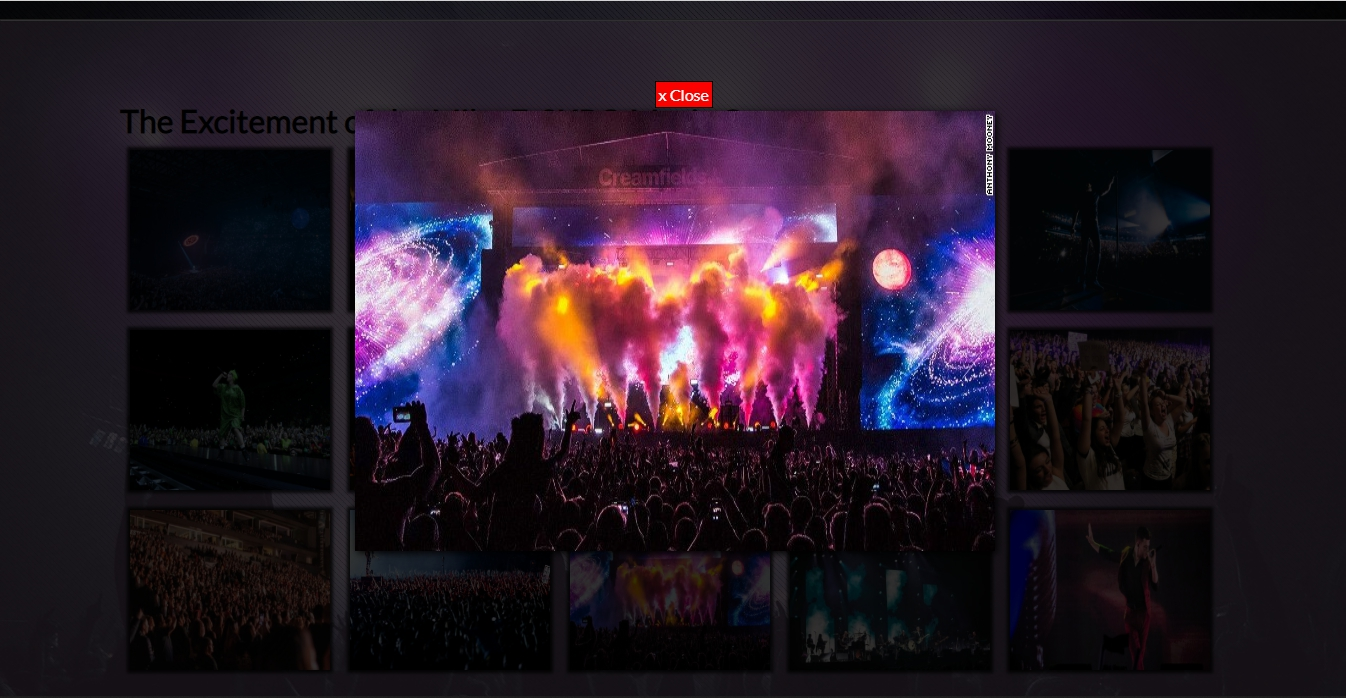 x Close
The Excitement
ANTHONY MOONEY
Creamfields